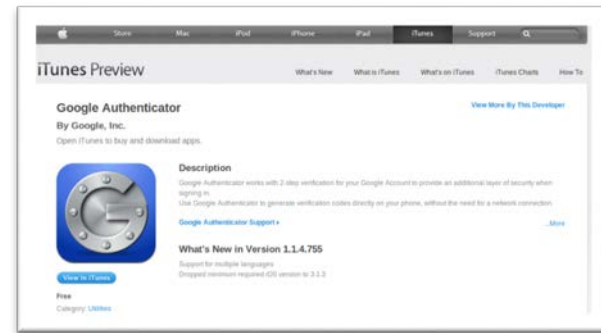 Store Mac iPod iPhone iPad iTunes Support
iTunes Preview
What's New What is iTunes What's on iTunes iTunes Charts How To
Google Authenticator
View More By This Developer
By Google, Inc.
Open iTunes to buy and download apps.
Description
Google Authenticator works with 2-step verification for your Google Account to provide an additional layer of security when
signing in.
Use Google Authenticator to generate verification codes directly on your phone, without the need for a network connection.
Google Authenticator Support
...More
View In iTunes
What's New in Version 1.1.4.755
Support for multiple languages
Dropped minimum required iOS version to 3.1.3
Free
Category: Utilities